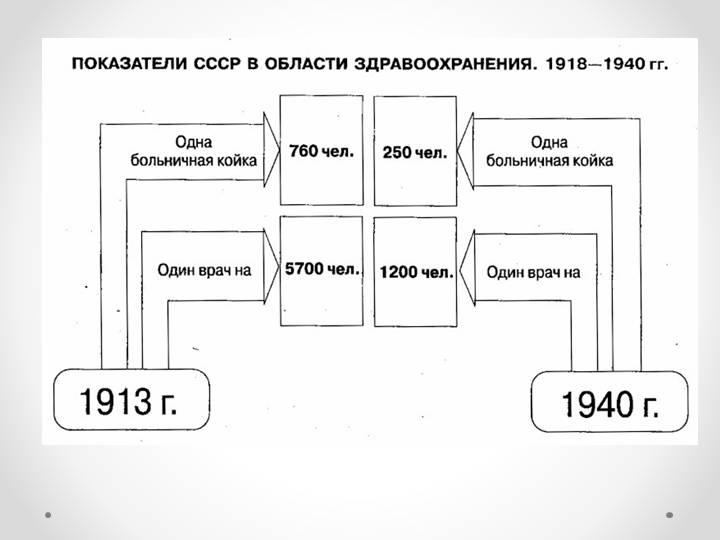 ПОКАЗАТЕЛИ СССР В ОБЛАСТИ ЗДРАВООХРАНЕНИЯ. 1918—1940 гг.
Одна
больничная койка
760 чел.
250 чел.
Одна
больничная койка
Один врач на
5700 чел.
1200 чел.
Один врач на
1913 г.
1940 г.